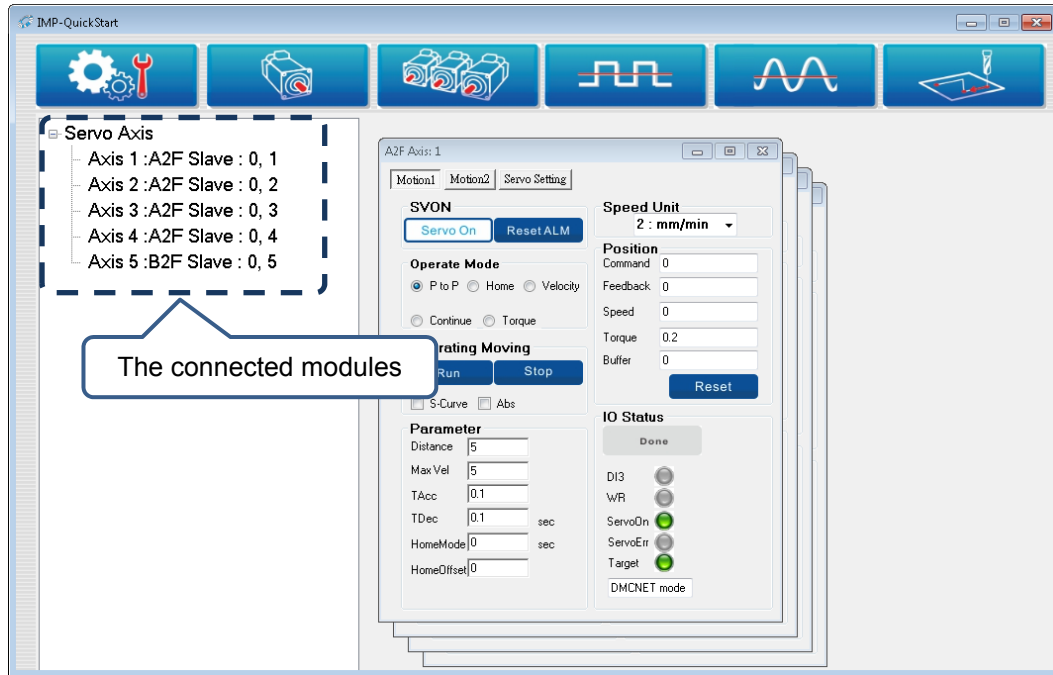 IMP-QuickStart
Servo Axis
Axis 1 :A2F Slave : 0, 1
Axis 2 :A2F Slave : 0, 2
Axis 3 :A2F Slave : 0, 3
Axis 4 :A2F Slave : 0, 4
Axis 5 :B2F Slave : 0, 5
The connected modules
A2F Axis: 1
Motion1 Motion2 Servo Setting
SVON
Servo On Reset ALM
Operate Mode
P to P Home Velocity
Continue Torque
rating Moving
Run Stop
S-Curve Abs
Parameter
Distance 5
Max Vel 5
TAcc 0.1
TDec 0.1 sec
HomeMode 0 sec
HomeOffset 0
Speed Unit
2 : mm/min
Position
Command 0
Feedback 0
Speed 0
Torque 0.2
Buffer 0
Reset
IO Status
Done
DI3
WR
ServoOn
ServoErr
Target
DMCNET mode